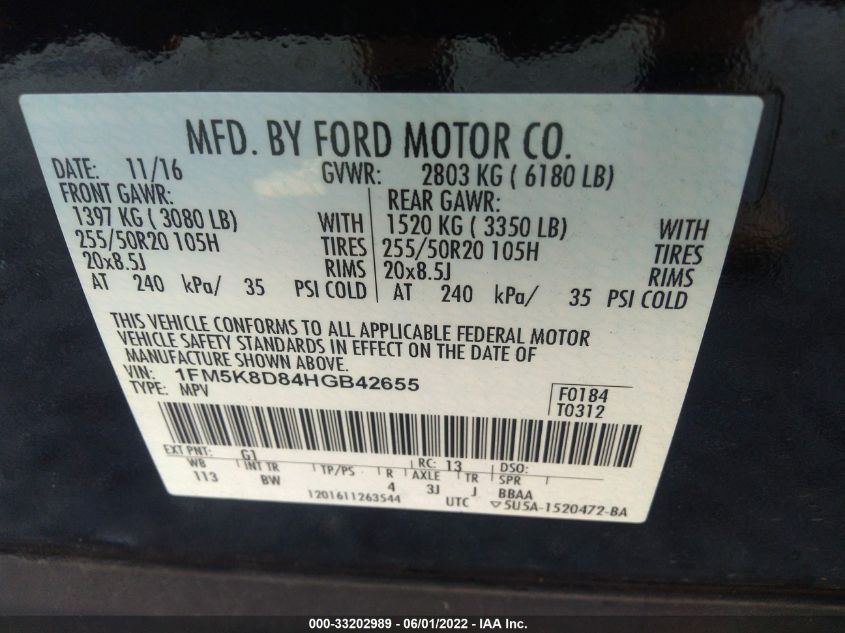 MFD. BY FORD MOTOR CO.
DATE: 11/16 GVWR: 2803 KG ( 6180 LB)
FRONT GAWR: REAR GAWR:
1397 KG ( 3080 LB) WITH 1520 KG ( 3350 LB) WITH
255/50R20 105H TIRES 255/50R20 105H TIRES
20x8.5J RIMS 20x8.5J RIMS
AT 240 kPa/ 35 PSI COLD AT 240 kPa/ 35 PSI COLD
THIS VEHICLE CONFORMS TO ALL APPLICABLE FEDERAL MOTOR
VEHICLE SAFETY STANDARDS IN EFFECT ON THE DATE OF
MANUFACTURE SHOWN ABOVE.
VIN: 1FM5K8D84HGB42655
TYPE: MPV
F0184
T0312
EXT PNT: G1 RC: 13 DSO:
WB INT TR TP/PS R AXLE TR SPR
113 BW 4 3J J BBAA
1201611263544 UTC ▽5U5A-1520472-BA
000-33202989 - 06/01/2022 - IAA Inc.